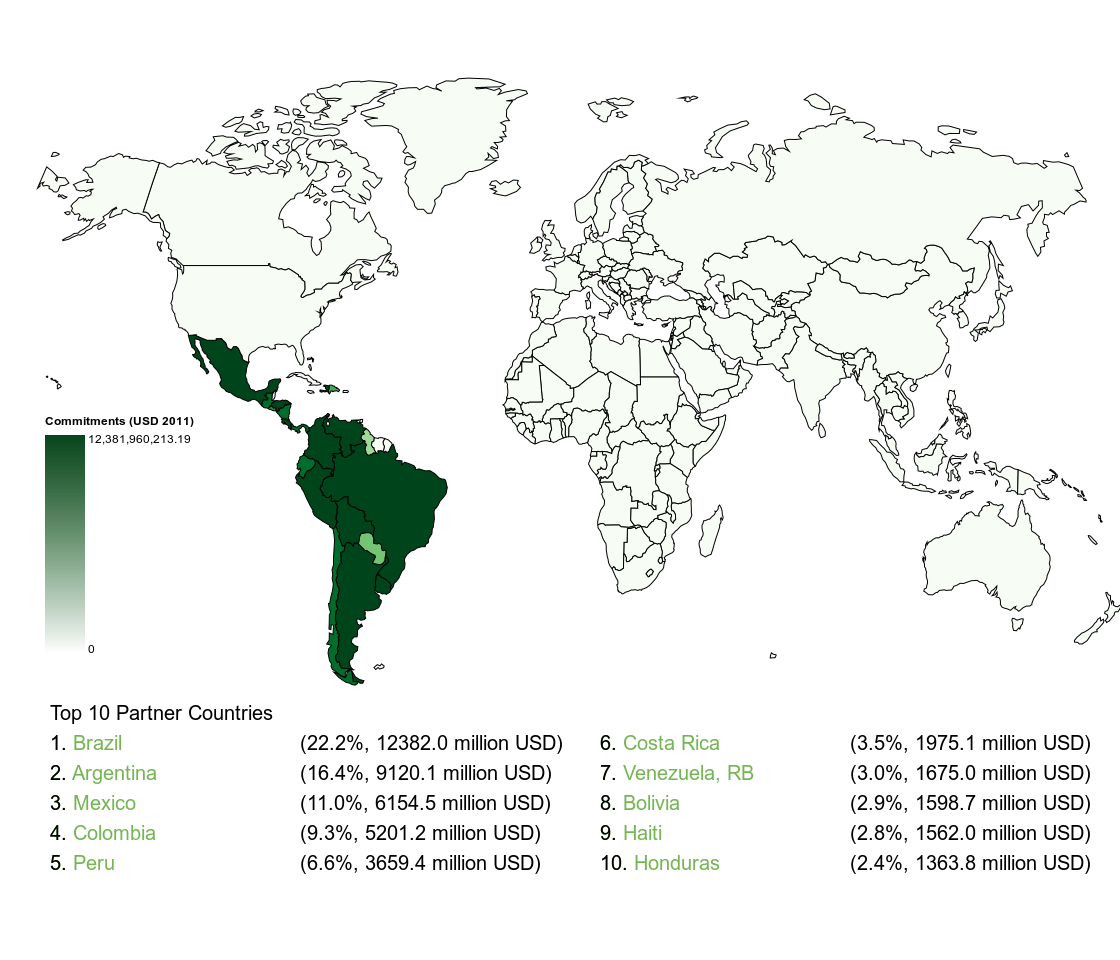 Commitments (USD 2011)
12,381,960,213.19
0
Top 10 Partner Countries
1. Brazil (22.2%, 12382.0 million USD)
2. Argentina (16.4%, 9120.1 million USD)
3. Mexico (11.0%, 6154.5 million USD)
4. Colombia (9.3%, 5201.2 million USD)
5. Peru (6.6%, 3659.4 million USD)
6. Costa Rica (3.5%, 1975.1 million USD)
7. Venezuela, RB (3.0%, 1675.0 million USD)
8. Bolivia (2.9%, 1598.7 million USD)
9. Haiti (2.8%, 1562.0 million USD)
10. Honduras (2.4%, 1363.8 million USD)